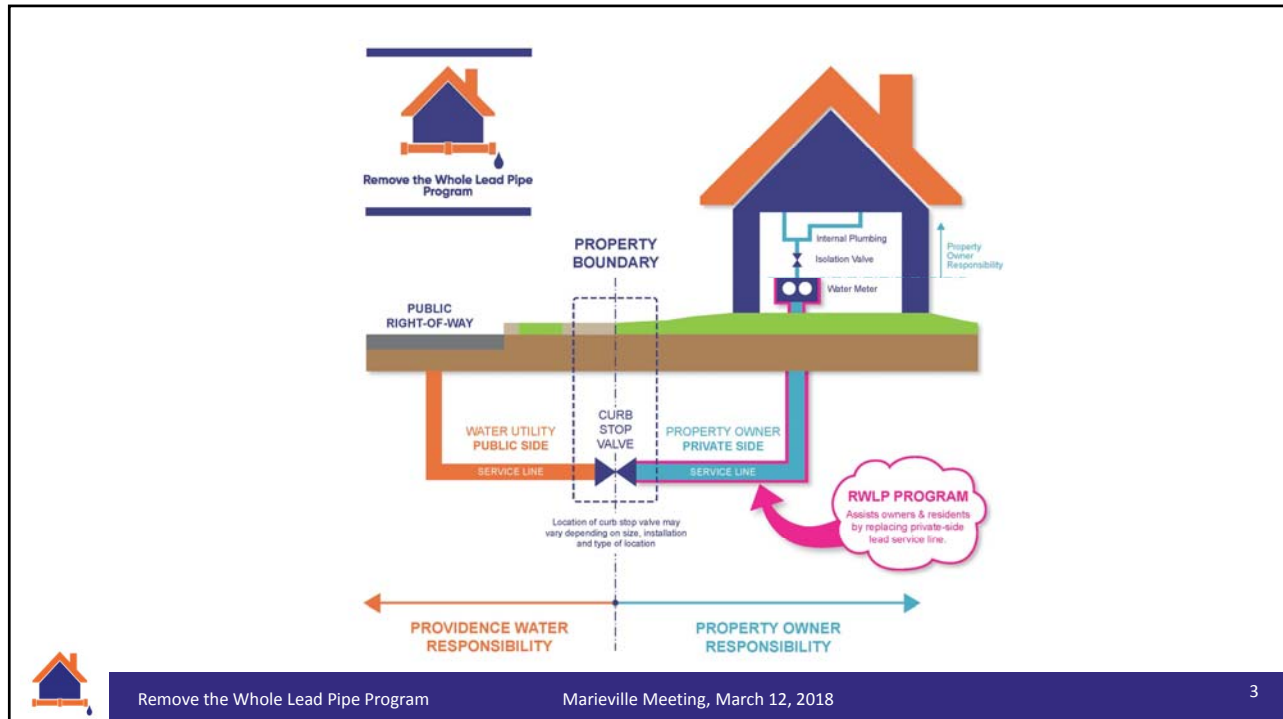 Remove the Whole Lead Pipe
Program
PROPERTY
BOUNDARY
PUBLIC
RIGHT-OF-WAY
Internal Plumbing
Isolation Valve
Water Meter
Property
Owner
Responsibility
WATER UTILITY
PUBLIC SIDE
SERVICE LINE
CURB
STOP
VALVE
PROPERTY OWNER
PRIVATE SIDE
SERVICE LINE
Location of curb stop valve may
vary depending on size, installation
and type of location
RWLP PROGRAM
Assists owners & residents
by replacing private-side
lead service line.
PROVIDENCE WATER
RESPONSIBILITY
PROPERTY OWNER
RESPONSIBILITY
Remove the Whole Lead Pipe Program
Marieville Meeting, March 12, 2018
3